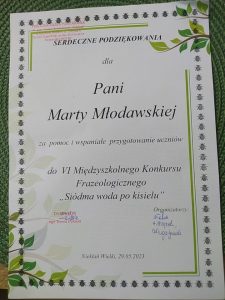 SERDECZNE PODZIĘKOWANIA
dla
Pani
Marty Młodawskiej
za pomoc i wspaniałe przygotowanie uczniów
do VI Międzyszkolnego Konkursu
Frazeologicznego
„Siódma woda po kisielu”
Organizatorzy
Niekłań Wielki, 29.05.2023